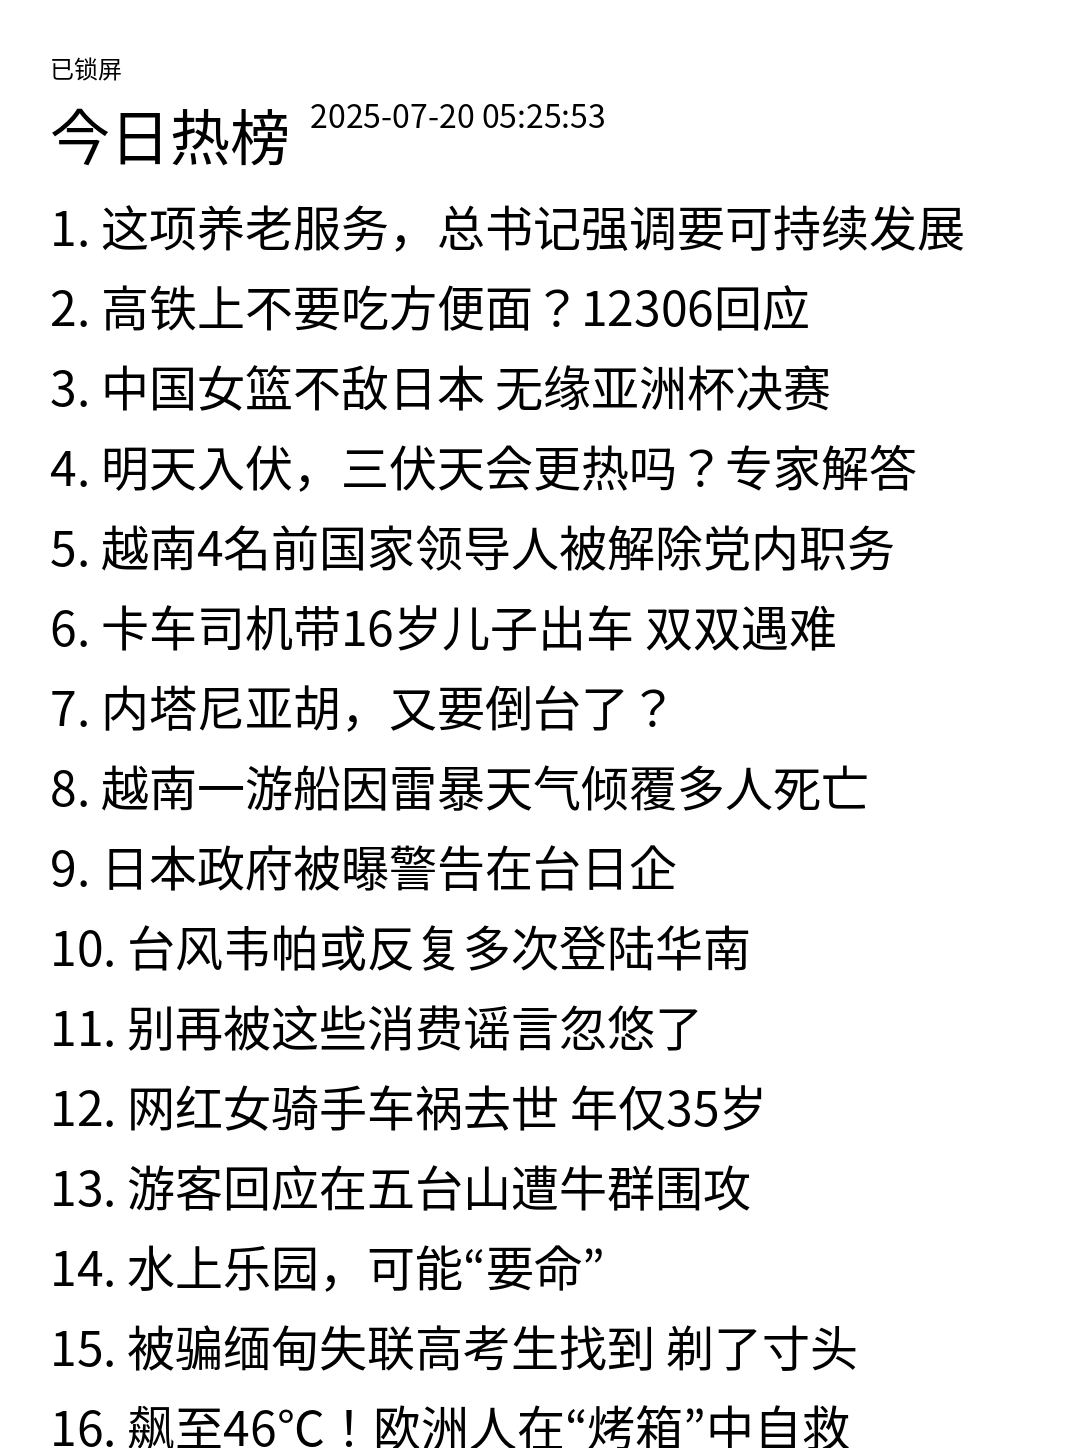 已锁屏
今日热榜 2025-07-20 05:25:53
1. 这项养老服务，总书记强调要可持续发展
2. 高铁上不要吃方便面？12306回应
3. 中国女篮不敌日本 无缘亚洲杯决赛
4. 明天入伏，三伏天会更热吗？专家解答
5. 越南4名前国家领导人被解除党内职务
6. 卡车司机带16岁儿子出车 双双遇难
7. 内塔尼亚胡，又要倒台了？
8. 越南一游船因雷暴天气倾覆多人死亡
9. 日本政府被曝警告在台日企
10. 台风韦帕或反复多次登陆华南
11. 别再被这些消费谣言忽悠了
12. 网红女骑手车祸去世 年仅35岁
13. 游客回应在五台山遭牛群围攻
14. 水上乐园，可能“要命”
15. 被骗缅甸失联高考生找到 剃了寸头
16. 飙至46℃！欧洲人在“烤箱”中自救